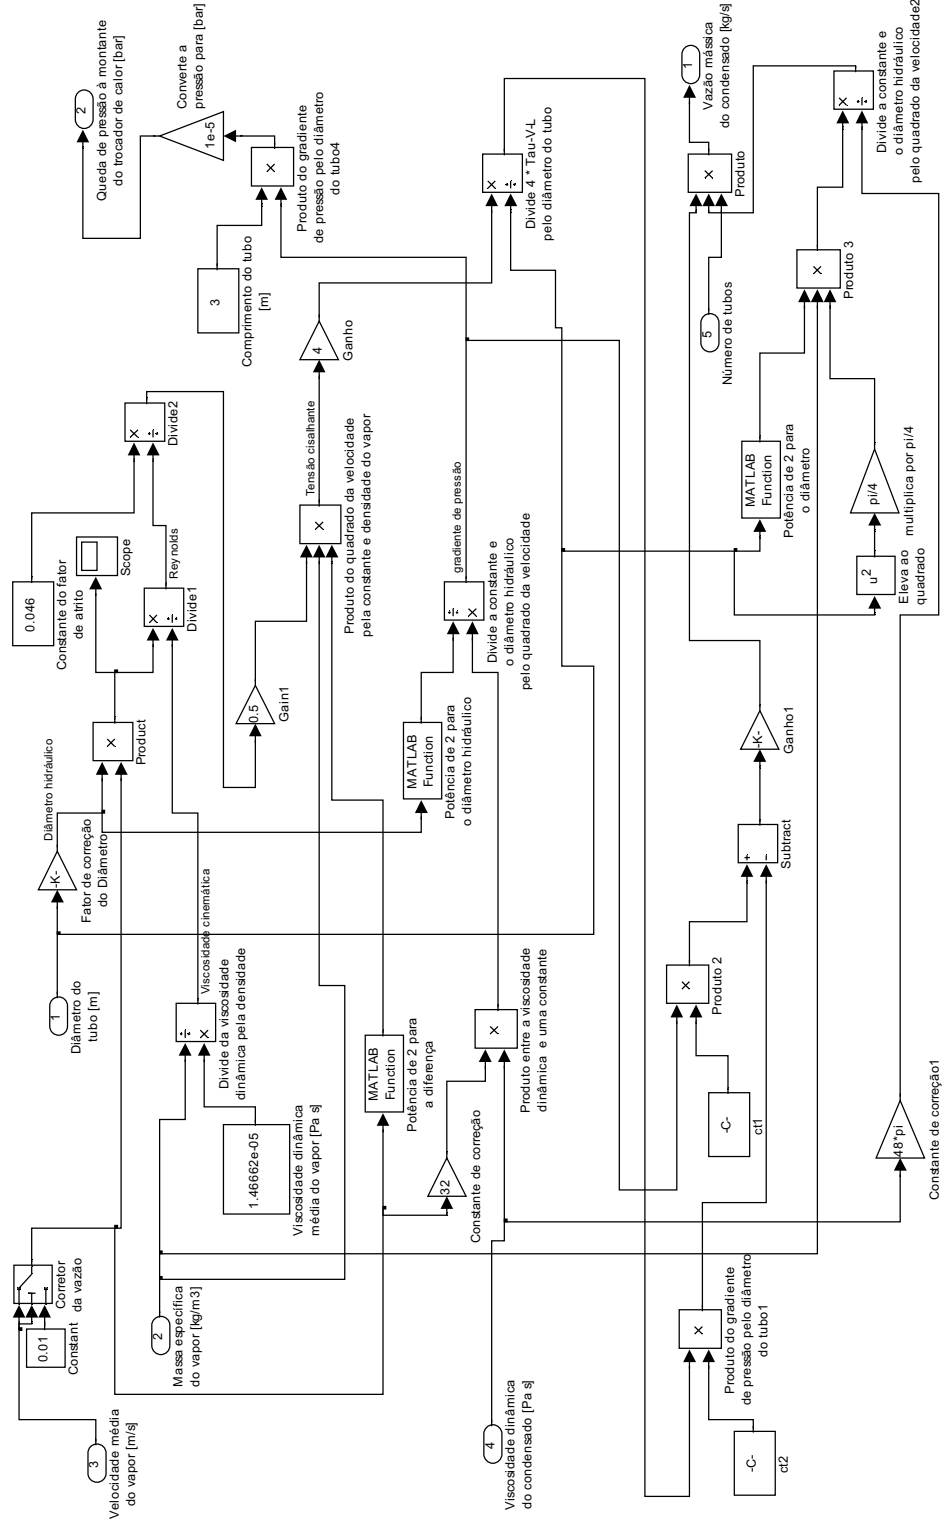 3
Velocidade média
do vapor [m/s]
0.01
Constant
Corretor
da vazão
1
Diâmetro do
tubo [m]
-K-
Diâmetro hidráulico
Fator de correção
do Diâmetro
×
Product
0.046
Constante do fator
de atrito
Scope
×
÷
Divide1
Reynolds
×
÷
Divide2
2
Queda de pressão à montante
do trocador de calor [bar]
Converte a
pressão para [bar]
1e-5
×
Produto do gradiente
de pressão pelo diâmetro
do tubo4
3
Comprimento do tubo
[m]
2
Massa específica
do vapor [kg/m3]
1.46662e-05
Viscosidade dinâmica
média do vapor [Pa s]
÷
×
Divide da viscosidade
dinâmica pela densidade
Viscosidade cinemática
0.5
Gain1
×
Tensão cisalhante
Produto do quadrado da velocidade
pela constante e densidade do vapor
4
Ganho
MATLAB
Function
Potência de 2 para
a diferença
32
Constante de correção
×
Produto entre a viscosidade
dinâmica e uma constante
MATLAB
Function
Potência de 2 para
o diâmetro hidráulico
÷
×
gradiente de pressão
Divide a constante e
o diâmetro hidráulico
pelo quadrado da velocidade
×
÷
Divide 4 * Tau-V-L
pelo diâmetro do tubo
4
Viscosidade dinâmica
do condensado [Pa s]
-C-
ct2
×
Produto do gradiente
de pressão pelo diâmetro
do tubo1
-C-
ct1
×
Produto 2
+
−
Subtract
-K-
Ganho1
5
Número de tubos
×
Produto
1
Vazão mássica
do condensado [kg/s]
MATLAB
Function
Potência de 2 para
o diâmetro
u²
Eleva ao
quadrado
pi/4
multiplica por pi/4
×
Produto 3
×
÷
Divide a constante e
o diâmetro hidráulico
pelo quadrado da velocidade2
48*pi
Constante de correção1